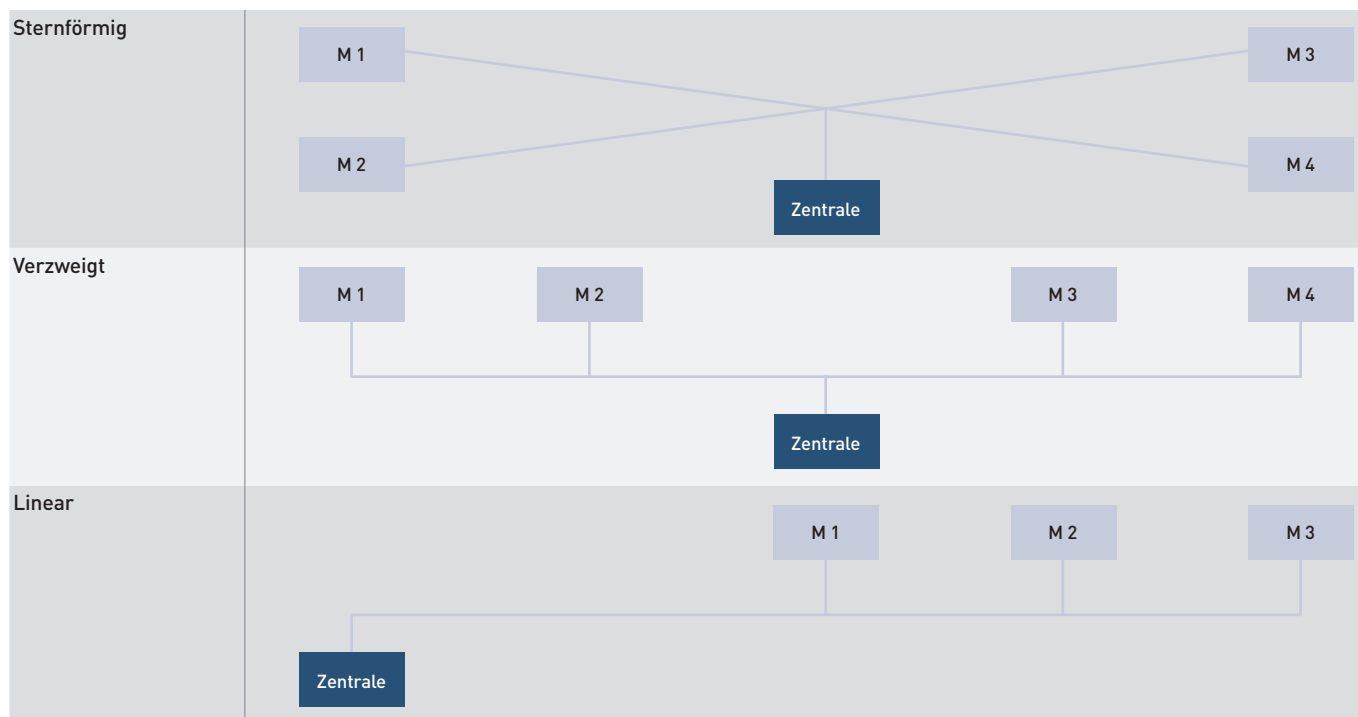 Sternförmig
M 1
M 3
M 2
M 4
Zentrale
Verzweigt
M 1
M 2
M 3
M 4
Zentrale
Linear
M 1
M 2
M 3
Zentrale